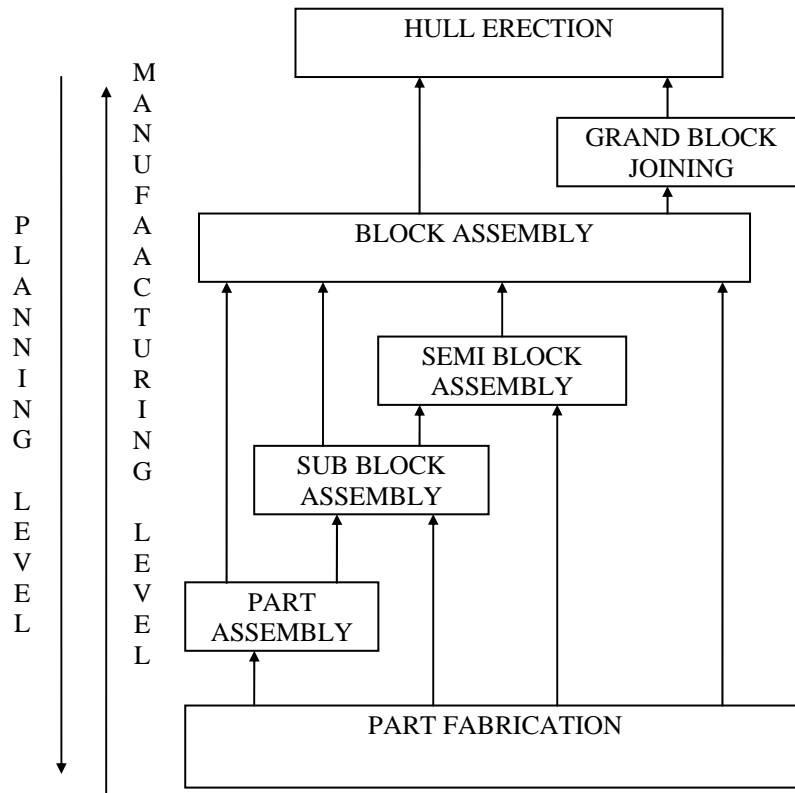 HULL ERECTION
GRAND BLOCK
JOINING
BLOCK ASSEMBLY
SEMI BLOCK
ASSEMBLY
SUB BLOCK
ASSEMBLY
PART
ASSEMBLY
PART FABRICATION
PLANNING LEVEL
MANUFAACTURING LEVEL